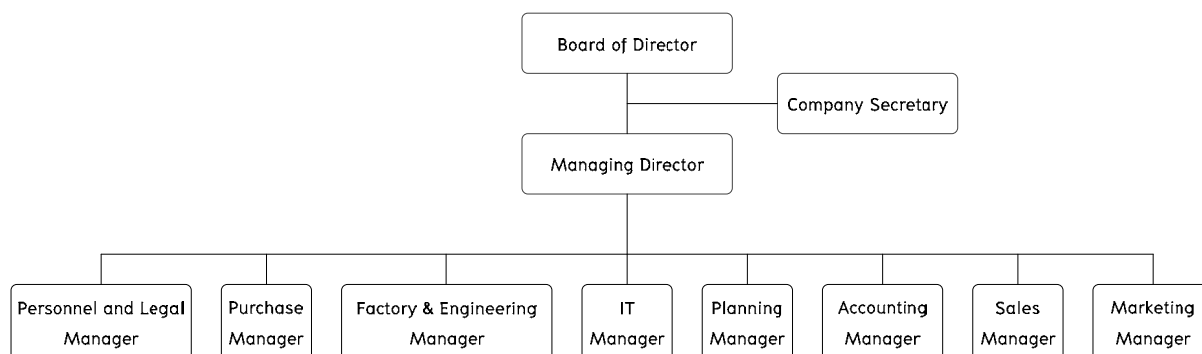 Board of Director
Company Secretary
Managing Director
Personnel and Legal
Manager
Purchase
Manager
Factory & Engineering
Manager
IT
Manager
Planning
Manager
Accounting
Manager
Sales
Manager
Marketing
Manager